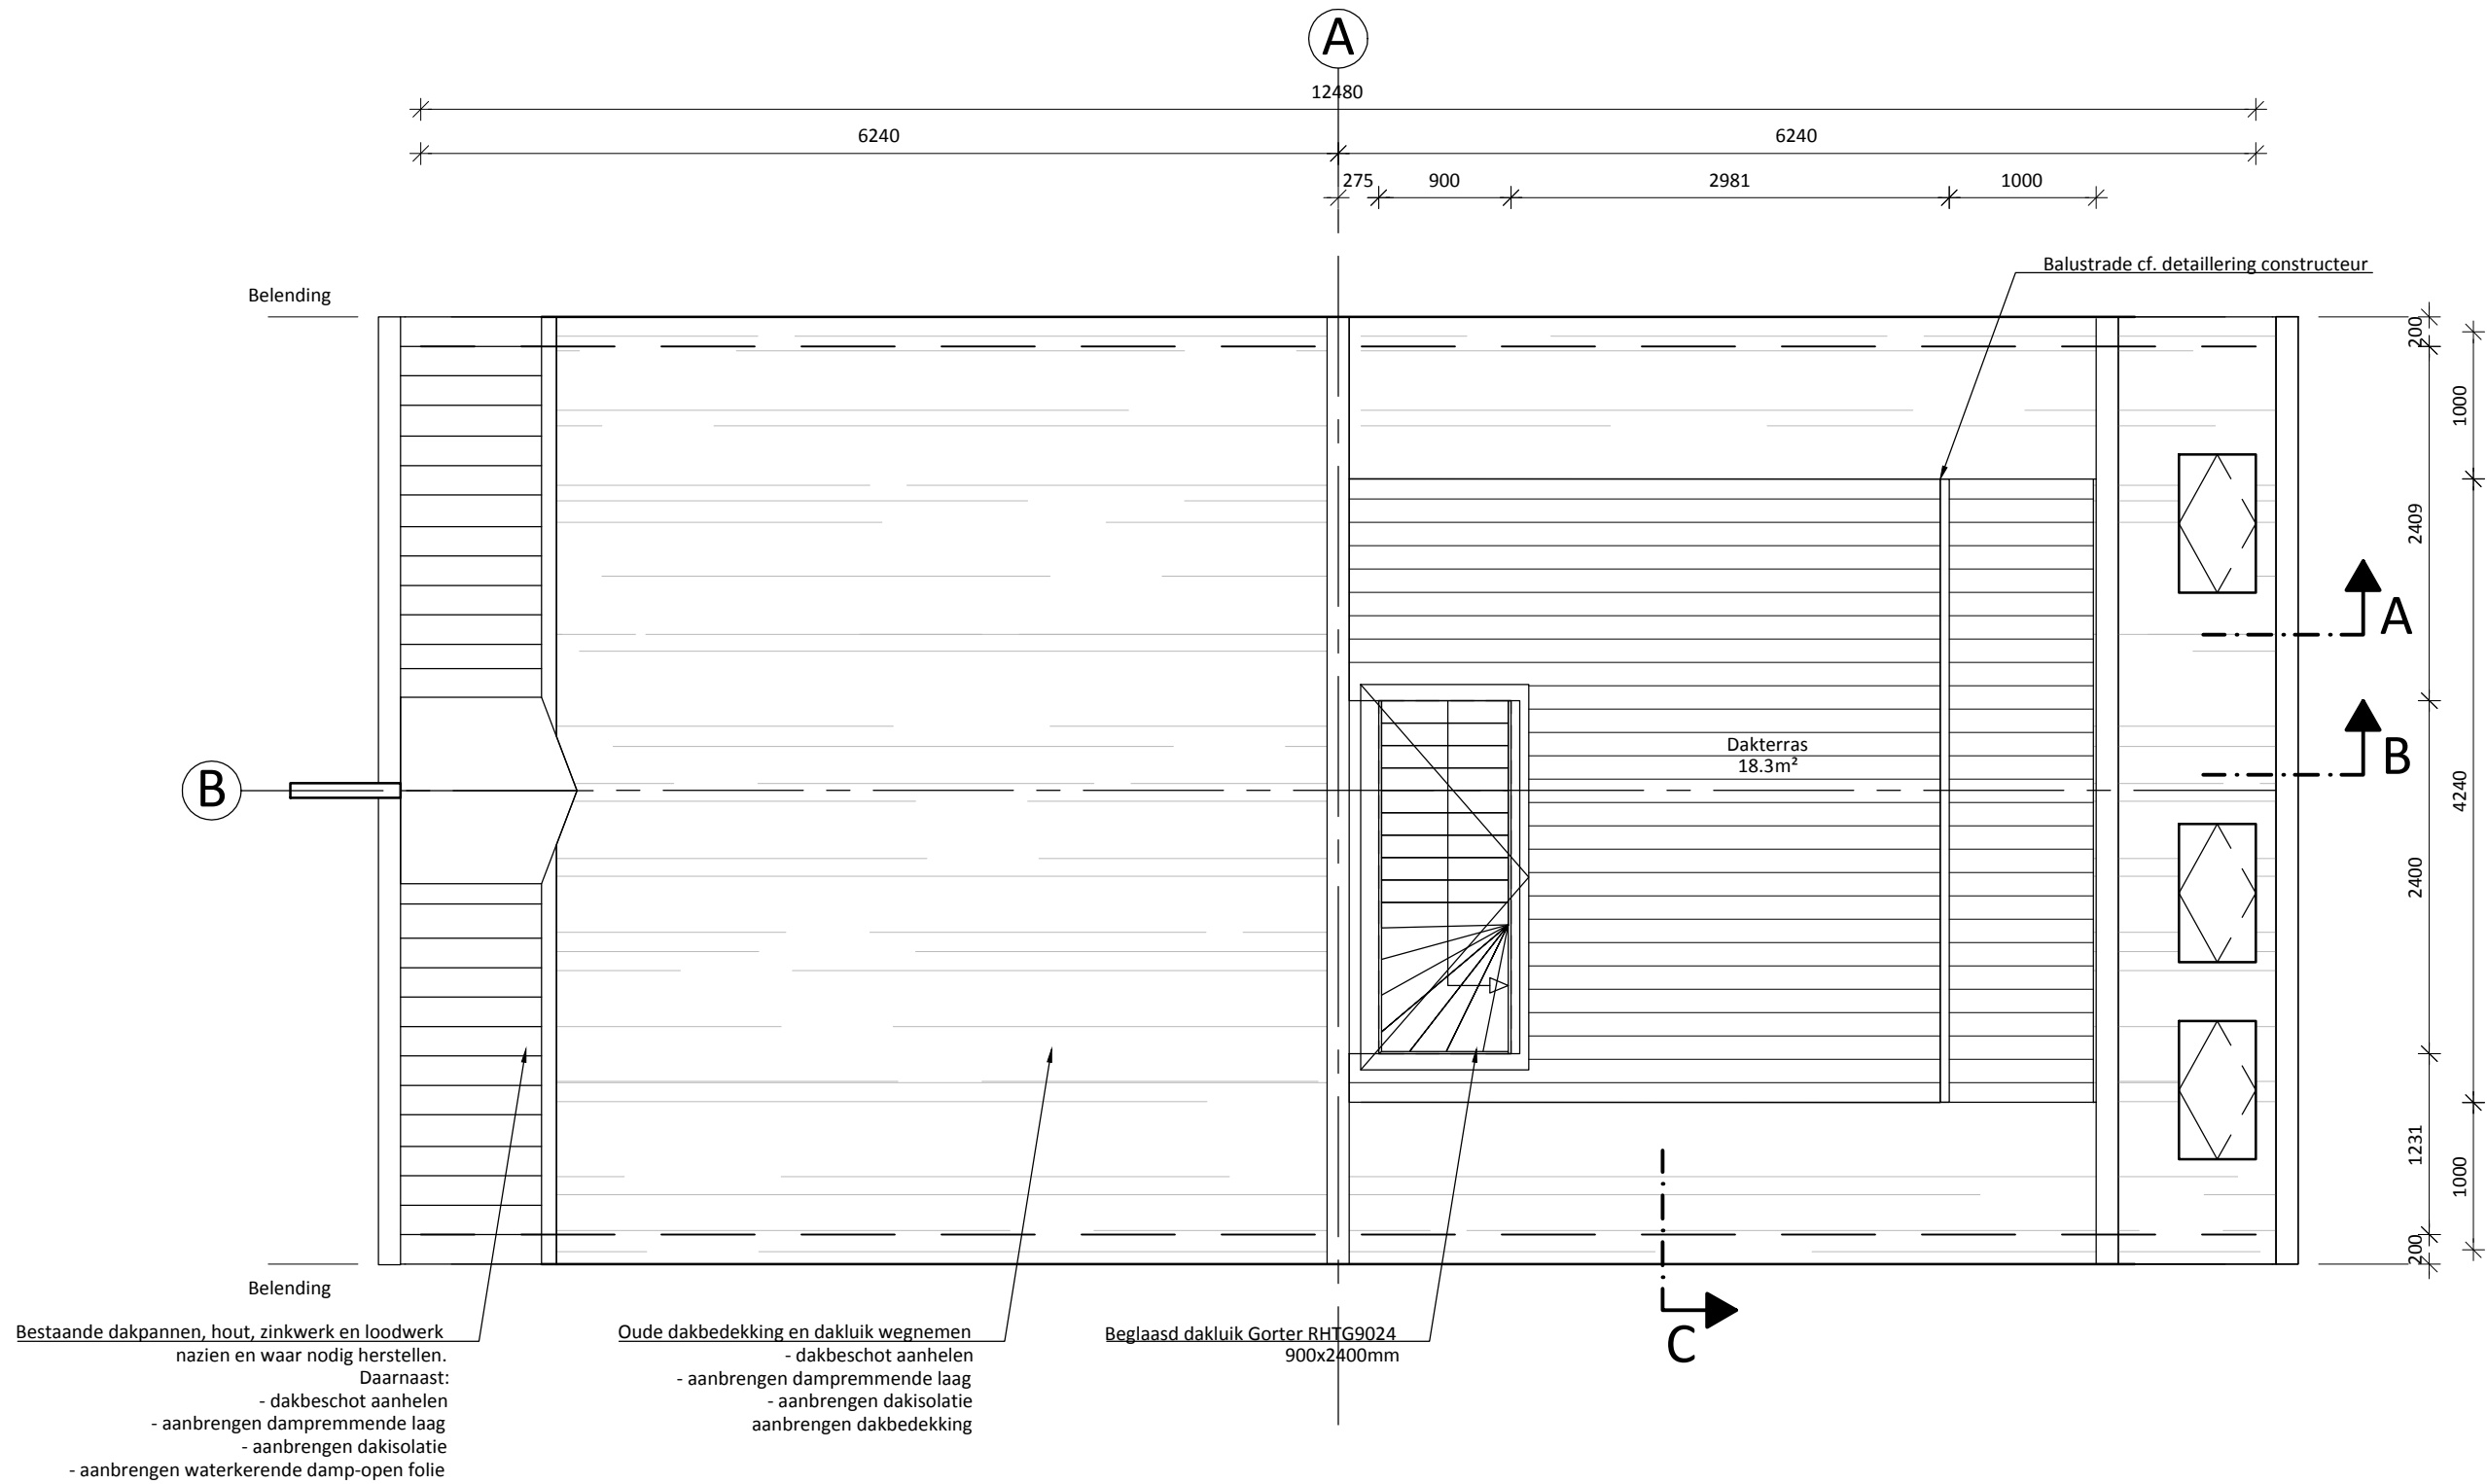 A
12480
6240
6240
275
900
2981
1000
Balustrade cf. detaillering constructeur
Belending
200
1000
2409
A
B
Dakterras
18.3m²
B
4240
2400
1231
1000
200
Belending
C
Bestaande dakpannen, hout, zinkwerk en loodwerk
nazien en waar nodig herstellen.
Daarnaast:
- dakbeschot aanhelen
- aanbrengen dampremmende laag
- aanbrengen dakisolatie
- aanbrengen waterkerende damp-open folie
Oude dakbedekking en dakluik wegnemen
- dakbeschot aanhelen
- aanbrengen dampremmende laag
- aanbrengen dakisolatie
aanbrengen dakbedekking
Beglaasd dakluik Gorter RHTG9024
900x2400mm